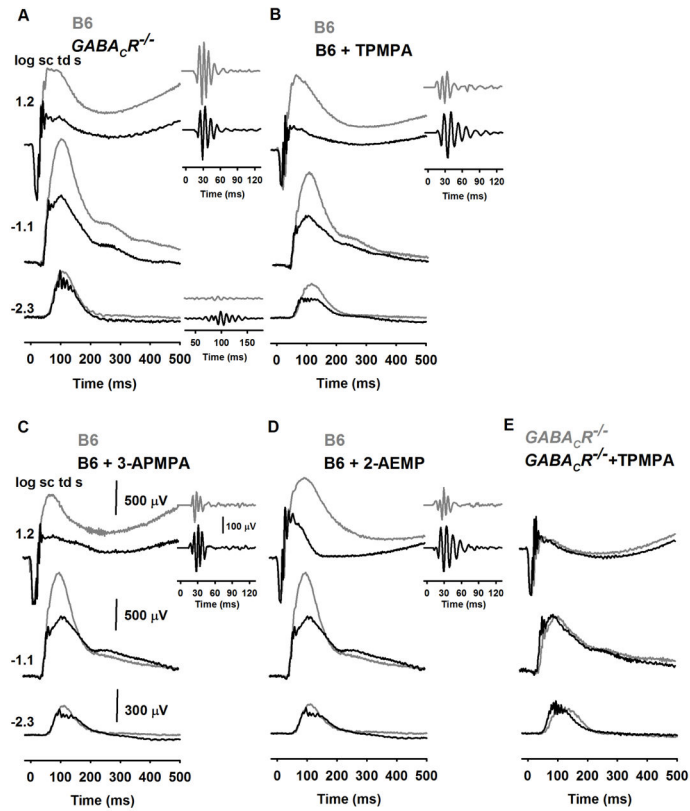 A
B6
GABACR-/-
log sc td s
1.2
-1.1
-2.3
0 30 60 90 120
Time (ms)
50 100 150
Time (ms)
0 100 200 300 400 500
Time (ms)
B
B6
B6 + TPMPA
0 30 60 90 120
Time (ms)
0 100 200 300 400 500
Time (ms)
C
B6
B6 + 3-APMPA
log sc td s
500 µV
1.2
100 µV
0 30 60 90 120
Time (ms)
500 µV
-1.1
300 µV
-2.3
0 100 200 300 400 500
Time (ms)
D
B6
B6 + 2-AEMP
0 30 60 90 120
Time (ms)
0 100 200 300 400 500
Time (ms)
E
GABACR-/-
GABACR-/-+TPMPA
0 100 200 300 400 500
Time (ms)